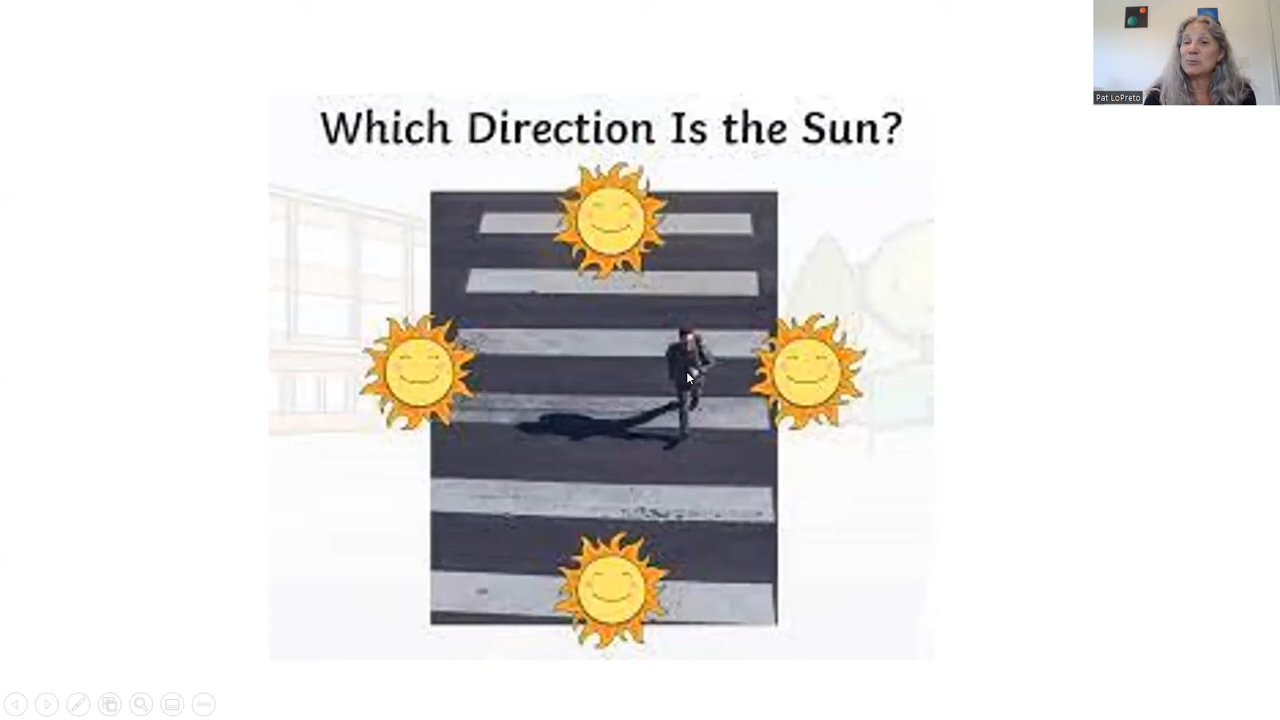 Which Direction Is the Sun?
Pat LoPreto